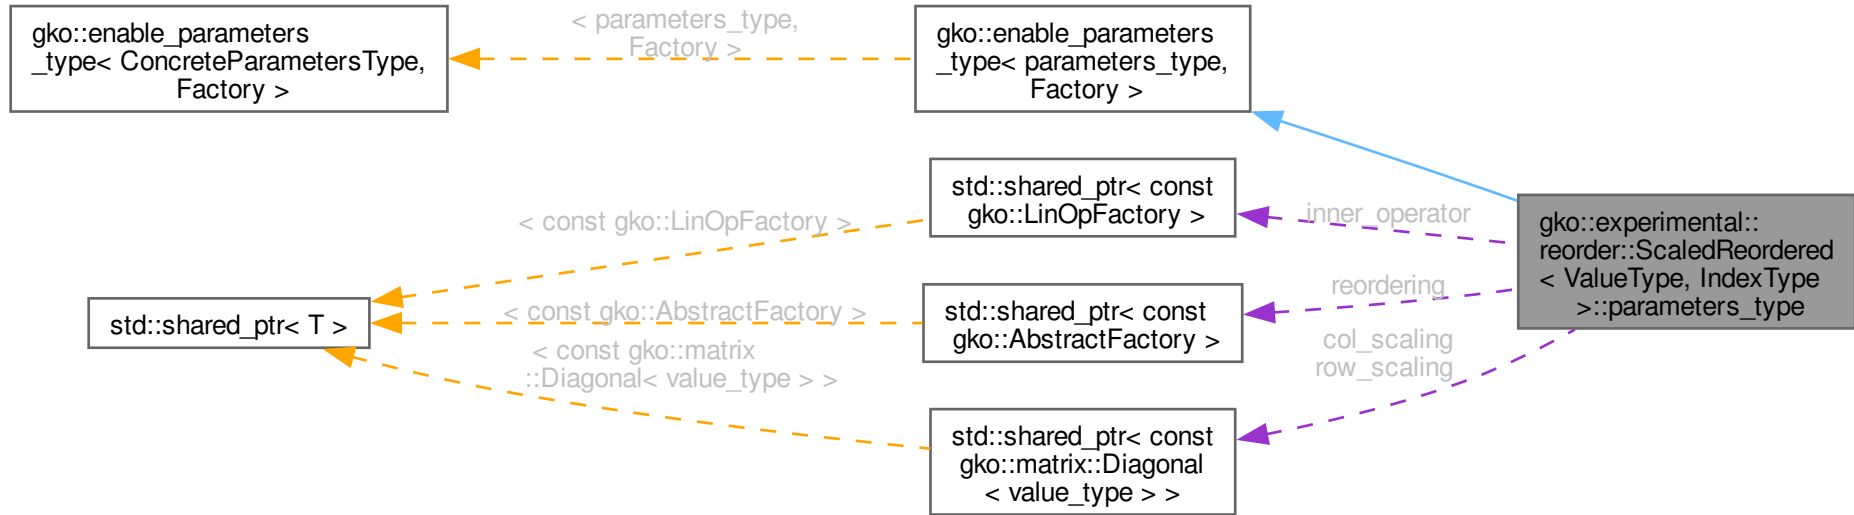 gko::enable_parameters
_type< ConcreteParametersType,
Factory >
< parameters_type,
Factory >
gko::enable_parameters
_type< parameters_type,
Factory >
std::shared_ptr< T >
< const gko::LinOpFactory >
< const gko::AbstractFactory >
< const gko::matrix
::Diagonal< value_type > >
std::shared_ptr< const
gko::LinOpFactory >
std::shared_ptr< const
gko::AbstractFactory >
std::shared_ptr< const
gko::matrix::Diagonal
< value_type > >
inner_operator
reordering
col_scaling
row_scaling
gko::experimental::
reorder::ScaledReordered
< ValueType, IndexType
>::parameters_type